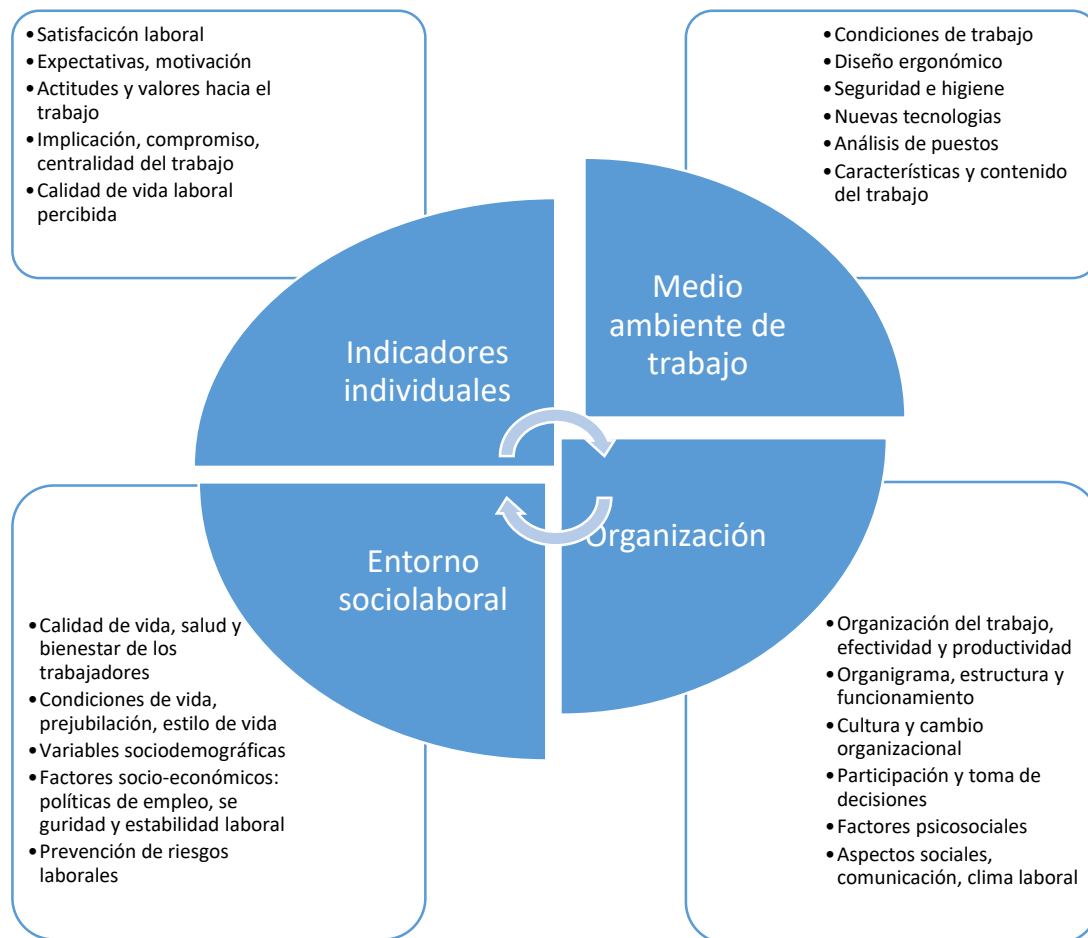 •Satisfacicón laboral
•Expectativas, motivación
•Actitudes y valores hacia el
trabajo
•Implicación, compromiso,
centralidad del trabajo
•Calidad de vida laboral
percibida
•Condiciones de trabajo
•Diseño ergonómico
•Seguridad e higiene
•Nuevas tecnologias
•Análisis de puestos
•Características y contenido
del trabajo
Indicadores
individuales
Medio
ambiente de
trabajo
Entorno
sociolaboral
Organización
•Calidad de vida, salud y
bienestar de los
trabajadores
•Condiciones de vida,
prejubilación, estilo de vida
•Variables sociodemográficas
•Factores socio-económicos:
políticas de empleo, se
guridad y estabilidad laboral
•Prevención de riesgos
laborales
•Organización del trabajo,
efectividad y productividad
•Organigrama, estructura y
funcionamiento
•Cultura y cambio
organizacional
•Participación y toma de
decisiones
•Factores psicosociales
•Aspectos sociales,
comunicación, clima laboral